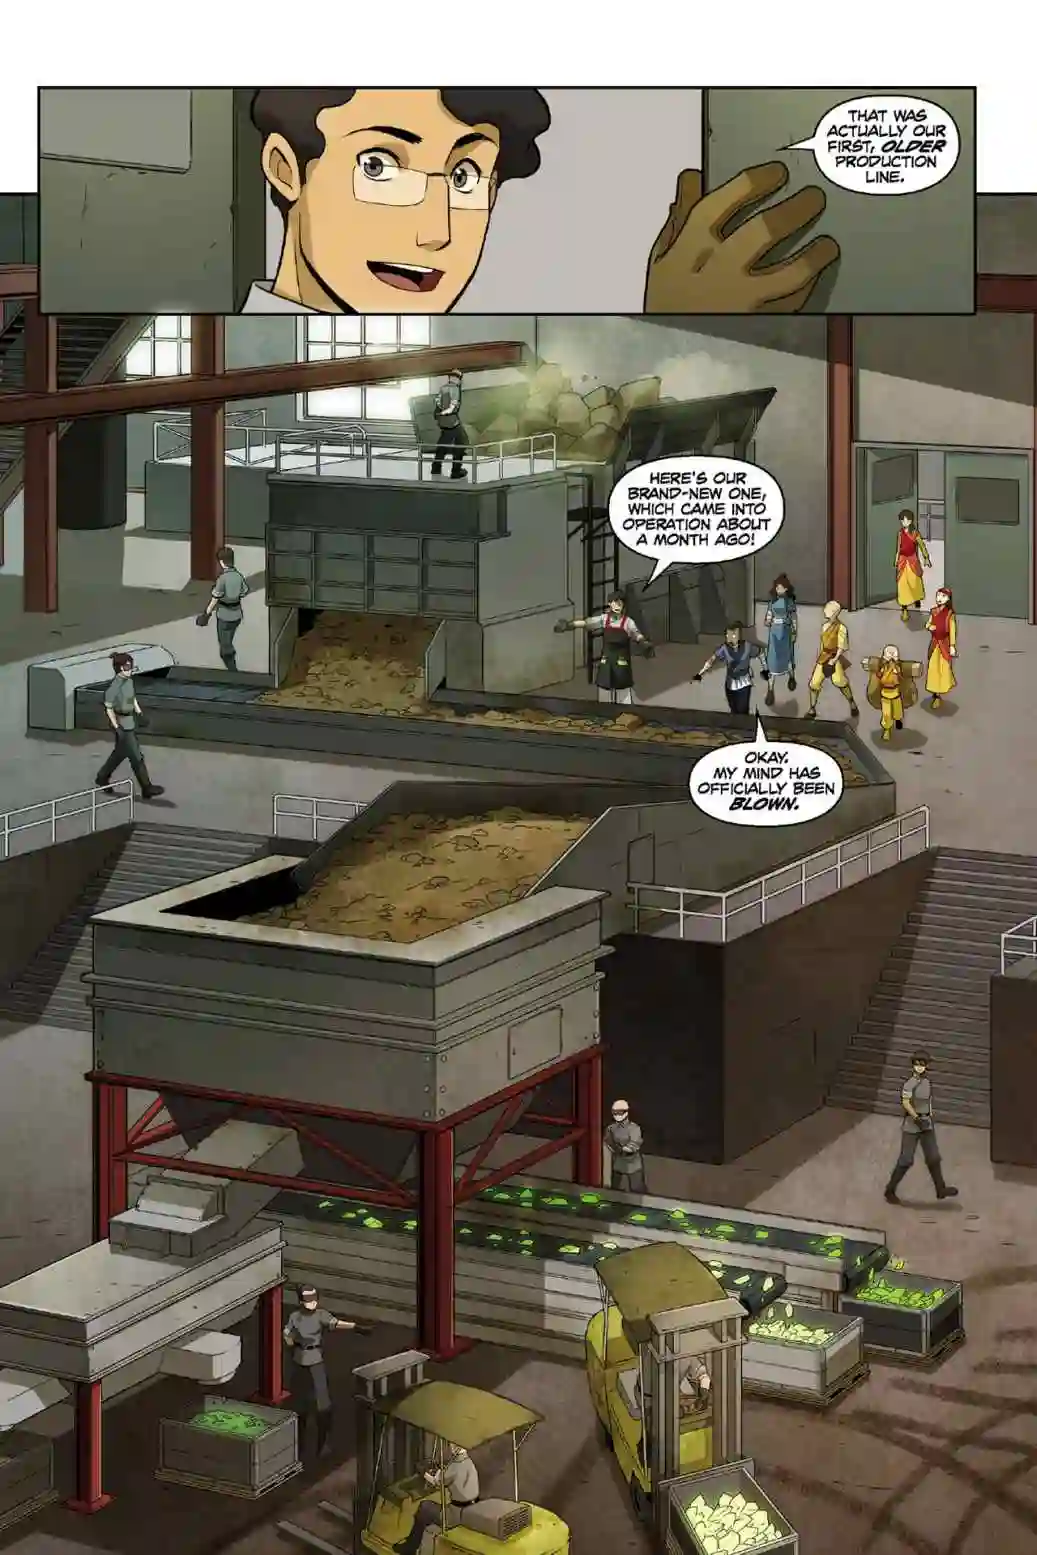 THAT WAS
ACTUALLY OUR
FIRST, OLDER
PRODUCTION
LINE.
HERE'S OUR
BRAND-NEW ONE,
WHICH CAME INTO
OPERATION ABOUT
A MONTH AGO!
OKAY.
MY MIND HAS
OFFICIALLY BEEN
BLOWN.